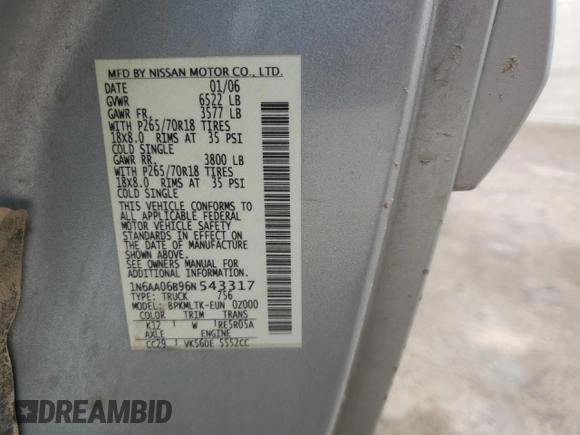 MFD BY NISSAN MOTOR CO., LTD.
DATE 01/06
GVWR 6522 LB
GAWR FR. 3577 LB
WITH P265/70R18 TIRES
18x8.0 RIMS AT 35 PSI
COLD SINGLE
GAWR RR. 3800 LB
WITH P265/70R18 TIRES
18x8.0 RIMS AT 35 PSI
COLD SINGLE
THIS VEHICLE CONFORMS TO
ALL APPLICABLE FEDERAL
MOTOR VEHICLE SAFETY
STANDARDS IN EFFECT ON
THE DATE OF MANUFACTURE
SHOWN ABOVE.
SEE OWNERS MANUAL FOR
ADDITIONAL INFORMATION.
1N6AA06B96N543317
TYPE: TRUCK 756
MODEL: BPKMLTK-EUN 0Z000
COLOR TRIM TRANS
K12 W RE5R05A
AXLE ENGINE
CC29 VK56DE 5552CC
DREAMBID